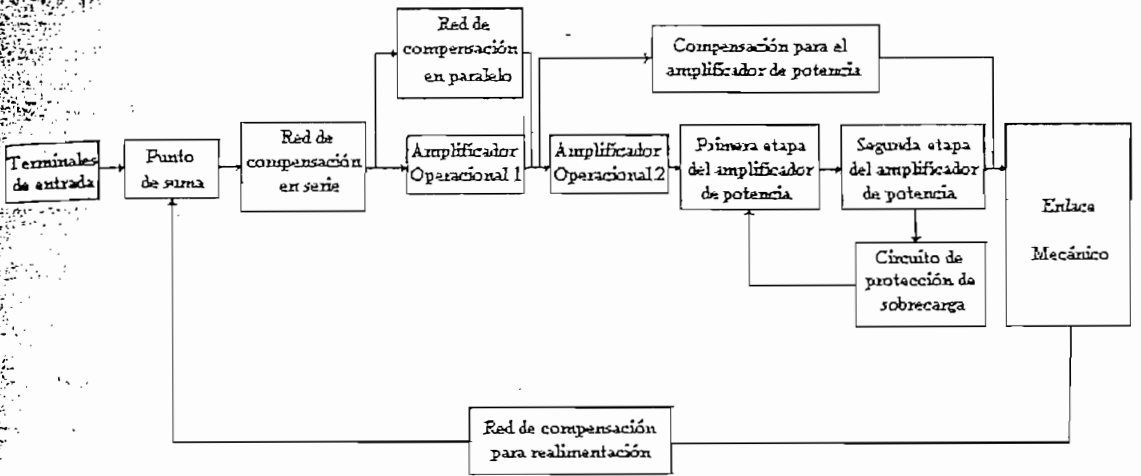 Red de
compensación
en paralelo
Compensación para el
amplificador de potencia
Terminales
de entrada
Punto
de suma
Red de
compensación
en serie
Amplificador
Operacional 1
Amplificador
Operacional 2
Primera etapa
del amplificador
de potencia
Segunda etapa
del amplificador
de potencia
Enlace
Mecánico
Circuito de
protección de
sobrecarga
Red de compensación
para realimentación